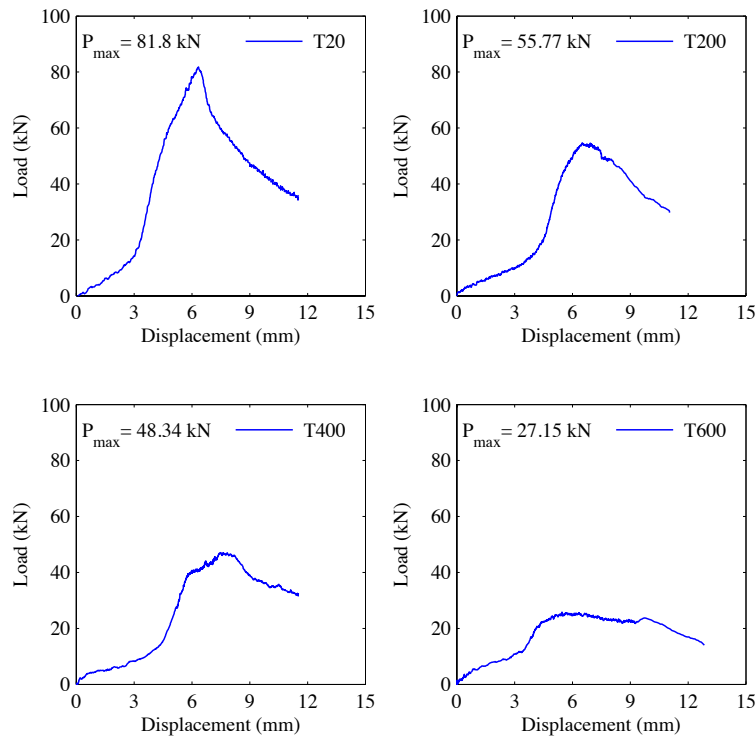 P_max = 81.8 kN
T20
100
80
60
40
20
0
Load (kN)
0 3 6 9 12 15
Displacement (mm)
P_max = 55.77 kN
T200
100
80
60
40
20
0
Load (kN)
0 3 6 9 12 15
Displacement (mm)
P_max = 48.34 kN
T400
100
80
60
40
20
0
Load (kN)
0 3 6 9 12 15
Displacement (mm)
P_max = 27.15 kN
T600
100
80
60
40
20
0
Load (kN)
0 3 6 9 12 15
Displacement (mm)